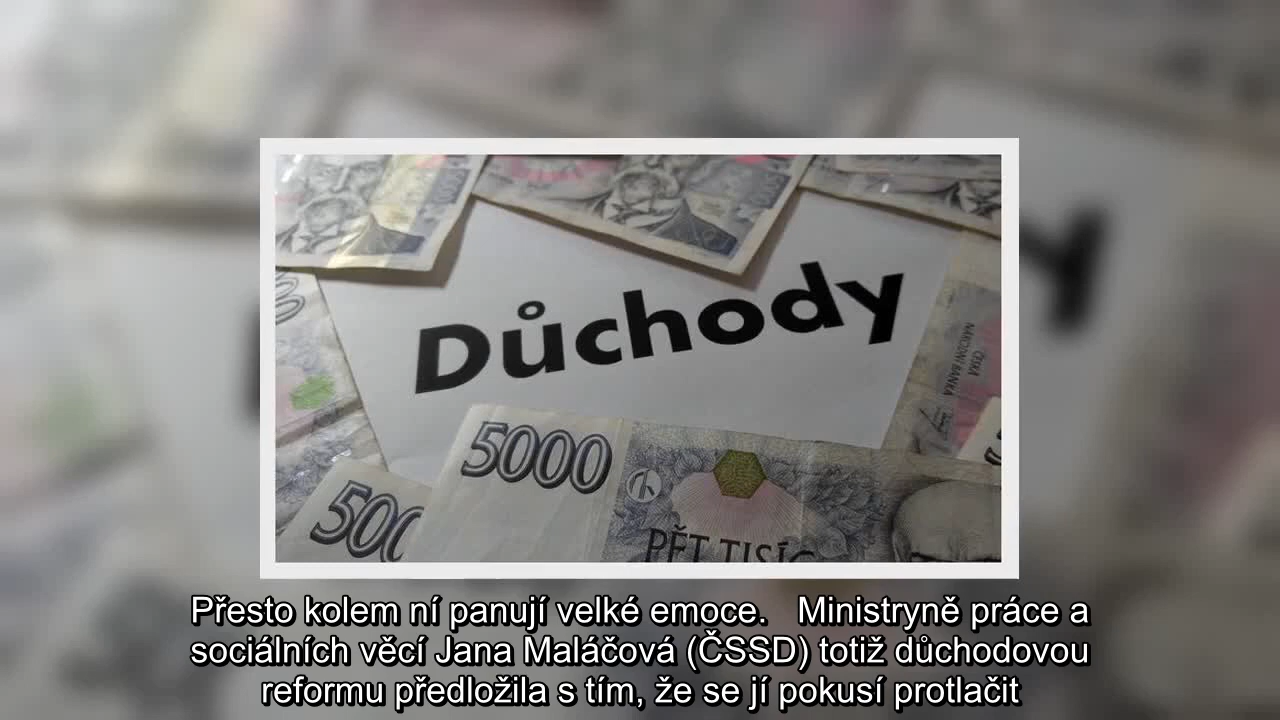 Důchody
ČESKÁ
NÁRODNÍ BANKA
5000
500
PĚT TISÍC
Přesto kolem ní panují velké emoce. Ministryně práce a
sociálních věcí Jana Maláčová (ČSSD) totiž důchodovou
reformu předložila s tím, že se jí pokusí protlačit